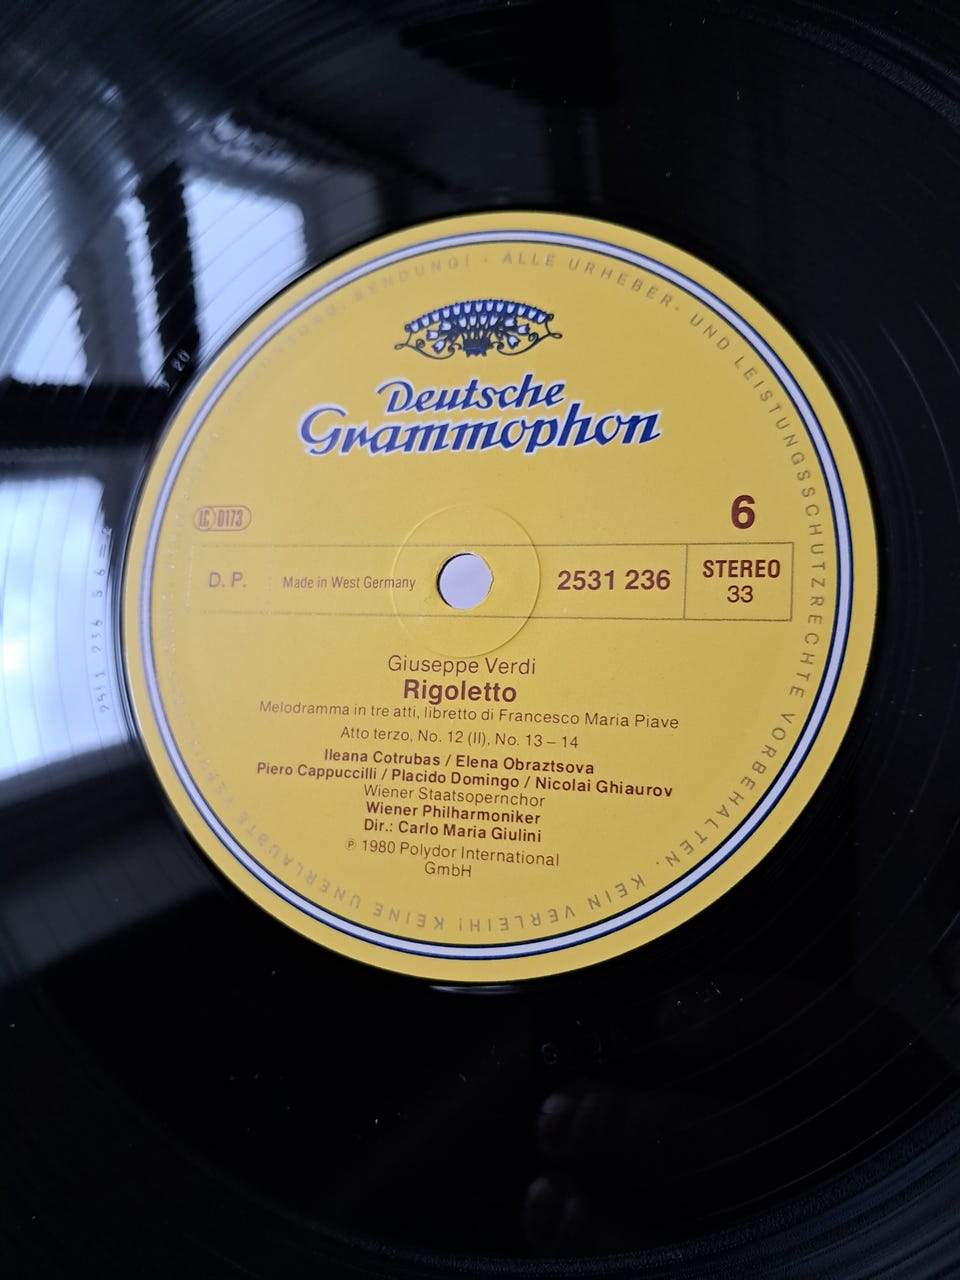 Deutsche
Grammophon
LC 0173
6
D. P.
Made in West Germany
2531 236
STEREO
33
Giuseppe Verdi
Rigoletto
Melodramma in tre atti, libretto di Francesco Maria Piave
Atto terzo, No. 12 (II), No. 13 – 14
Ileana Cotrubas / Elena Obraztsova
Piero Cappuccilli / Placido Domingo / Nicolai Ghiaurov
Wiener Staatsopernchor
Wiener Philharmoniker
Dir.: Carlo Maria Giulini
℗ 1980 Polydor International
GmbH
ALLE URHEBER- UND LEISTUNGSSCHUTZRECHTE VORBEHALTEN. KEIN VERLEIH! KEINE UNERLAUBTE SENDUNG!